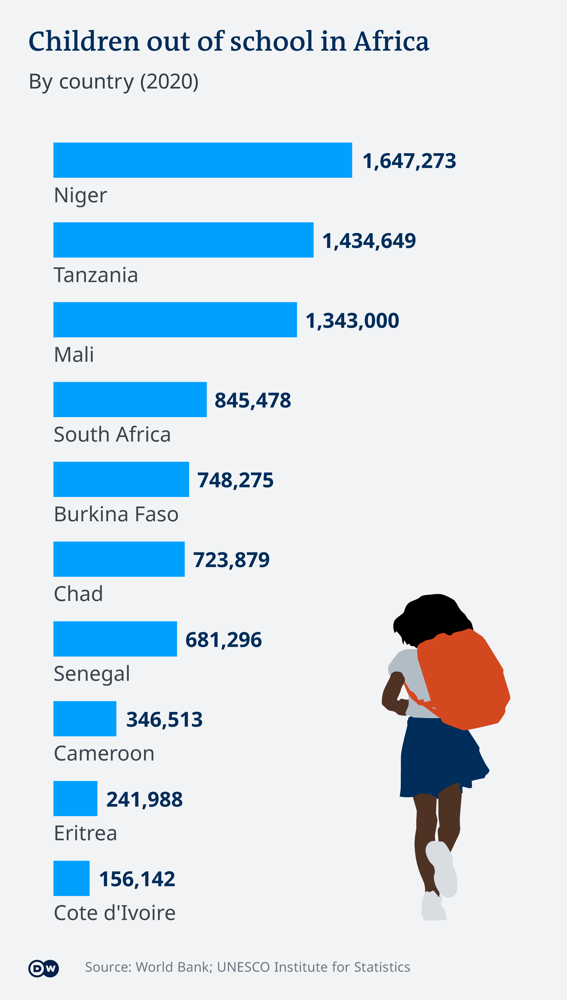 Children out of school in Africa
By country (2020)
1,647,273
Niger
1,434,649
Tanzania
1,343,000
Mali
845,478
South Africa
748,275
Burkina Faso
723,879
Chad
681,296
Senegal
346,513
Cameroon
241,988
Eritrea
156,142
Cote d'Ivoire
DW
Source: World Bank; UNESCO Institute for Statistics